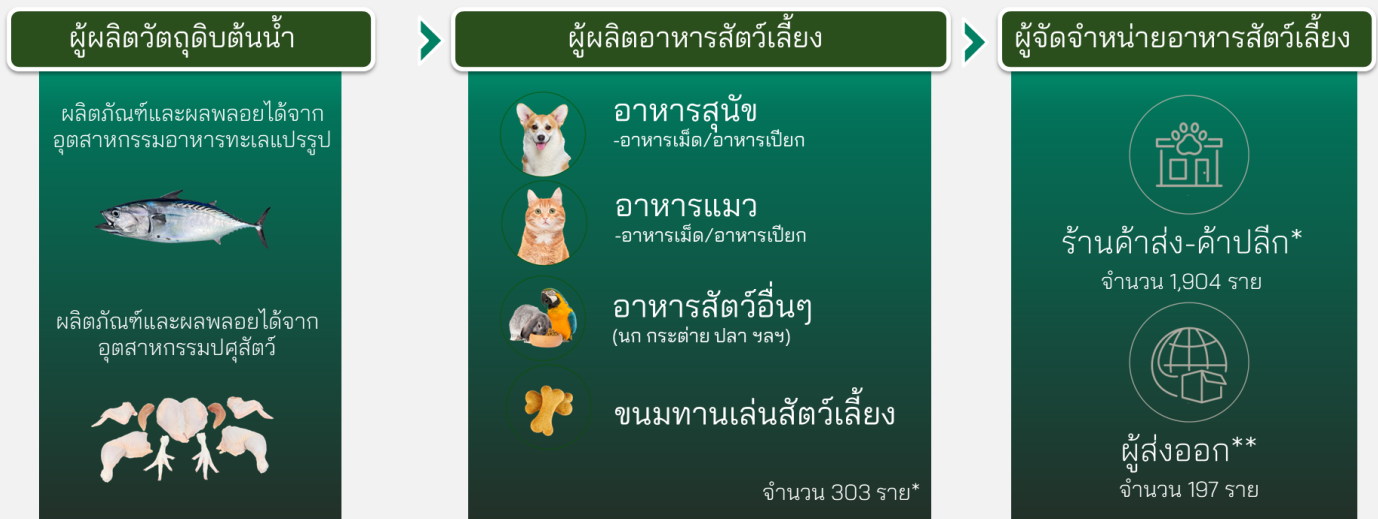 ผู้ผลิตวัตถุดิบต้นน้ำ
ผลิตภัณฑ์และผลพลอยได้จาก
อุตสาหกรรมอาหารทะเลแปรรูป
ผลิตภัณฑ์และผลพลอยได้จาก
อุตสาหกรรมปศุสัตว์
ผู้ผลิตอาหารสัตว์เลี้ยง
อาหารสุนัข
-อาหารเม็ด/อาหารเปียก
อาหารแมว
-อาหารเม็ด/อาหารเปียก
อาหารสัตว์อื่นๆ
(นก กระต่าย ปลา ฯลฯ)
ขนมทานเล่นสัตว์เลี้ยง
จำนวน 303 ราย*
ผู้จัดจำหน่ายอาหารสัตว์เลี้ยง
ร้านค้าส่ง-ค้าปลีก*
จำนวน 1,904 ราย
ผู้ส่งออก**
จำนวน 197 ราย